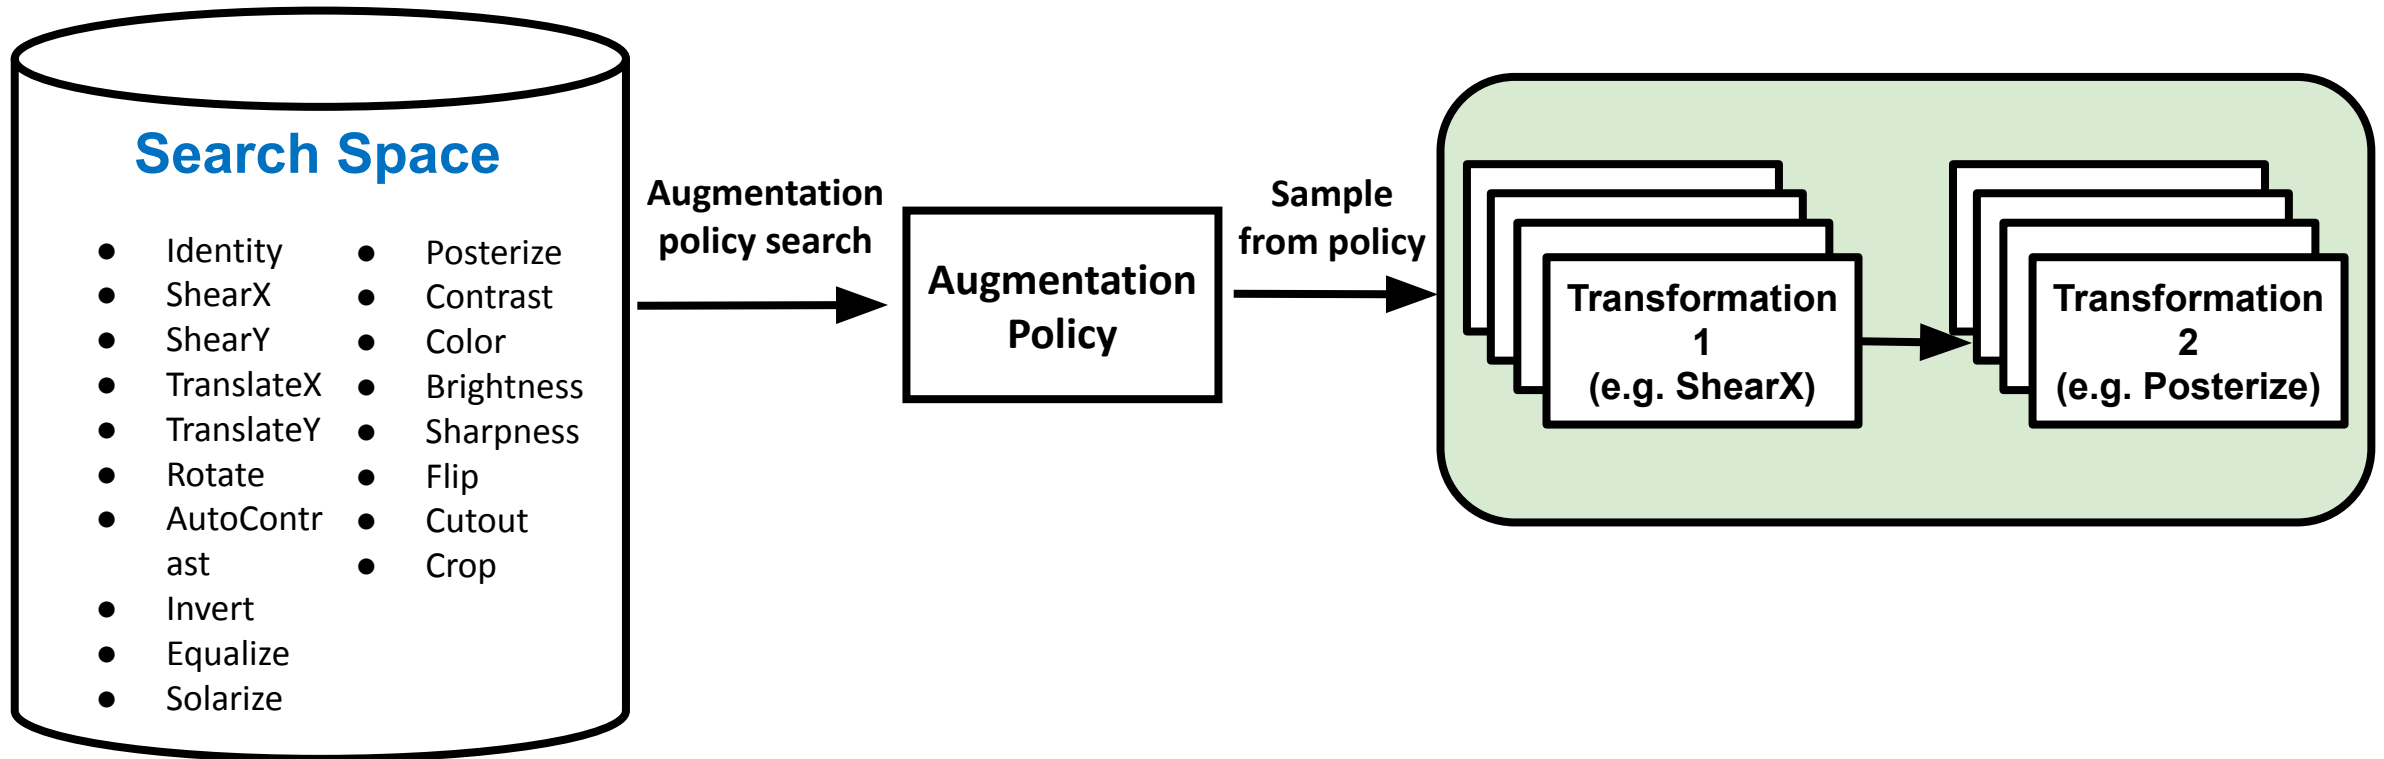 Search Space
● Identity
● ShearX
● ShearY
● TranslateX
● TranslateY
● Rotate
● AutoContr
ast
● Invert
● Equalize
● Solarize
● Posterize
● Contrast
● Color
● Brightness
● Sharpness
● Flip
● Cutout
● Crop
Augmentation
policy search
Augmentation
Policy
Sample
from policy
Transformation
1
(e.g. ShearX)
Transformation
2
(e.g. Posterize)